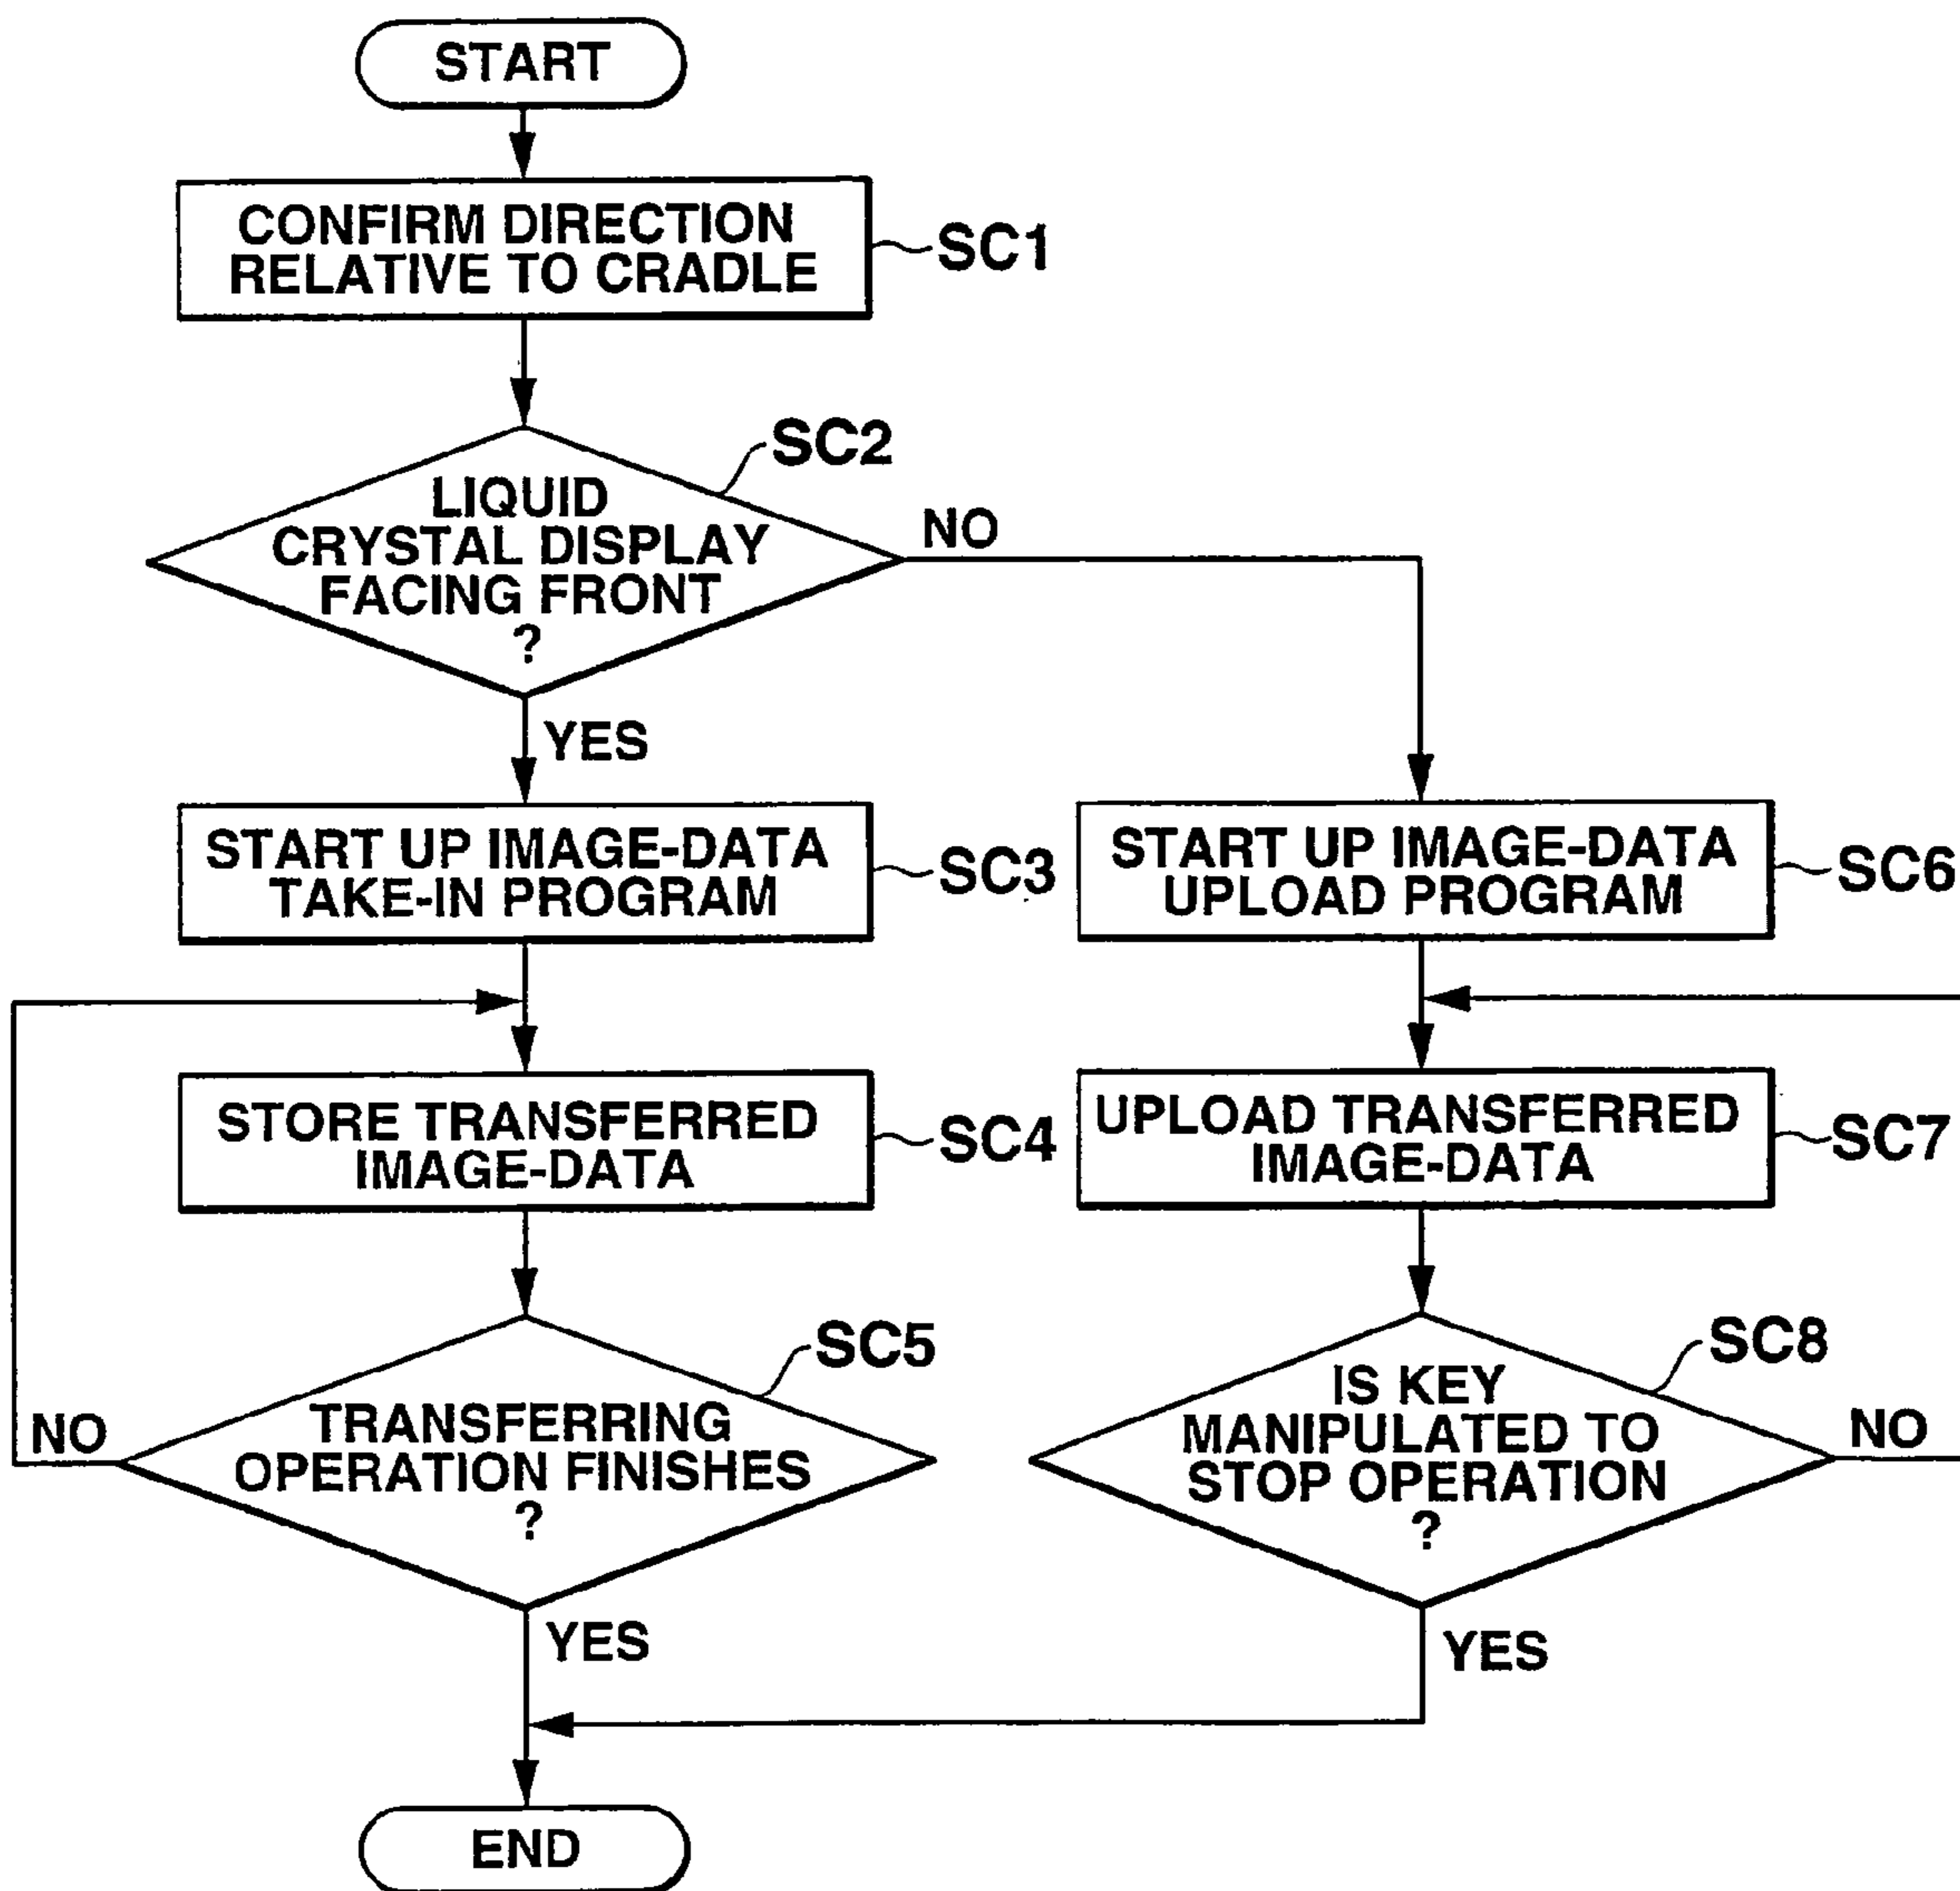 START
CONFIRM DIRECTION
RELATIVE TO CRADLE
SC1
SC2
LIQUID
CRYSTAL DISPLAY
FACING FRONT
?
NO
YES
START UP IMAGE-DATA
TAKE-IN PROGRAM
SC3
START UP IMAGE-DATA
UPLOAD PROGRAM
SC6
STORE TRANSFERRED
IMAGE-DATA
SC4
UPLOAD TRANSFERRED
IMAGE-DATA
SC7
SC5
TRANSFERRING
OPERATION FINISHES
?
NO
YES
SC8
IS KEY
MANIPULATED TO
STOP OPERATION
?
NO
YES
END